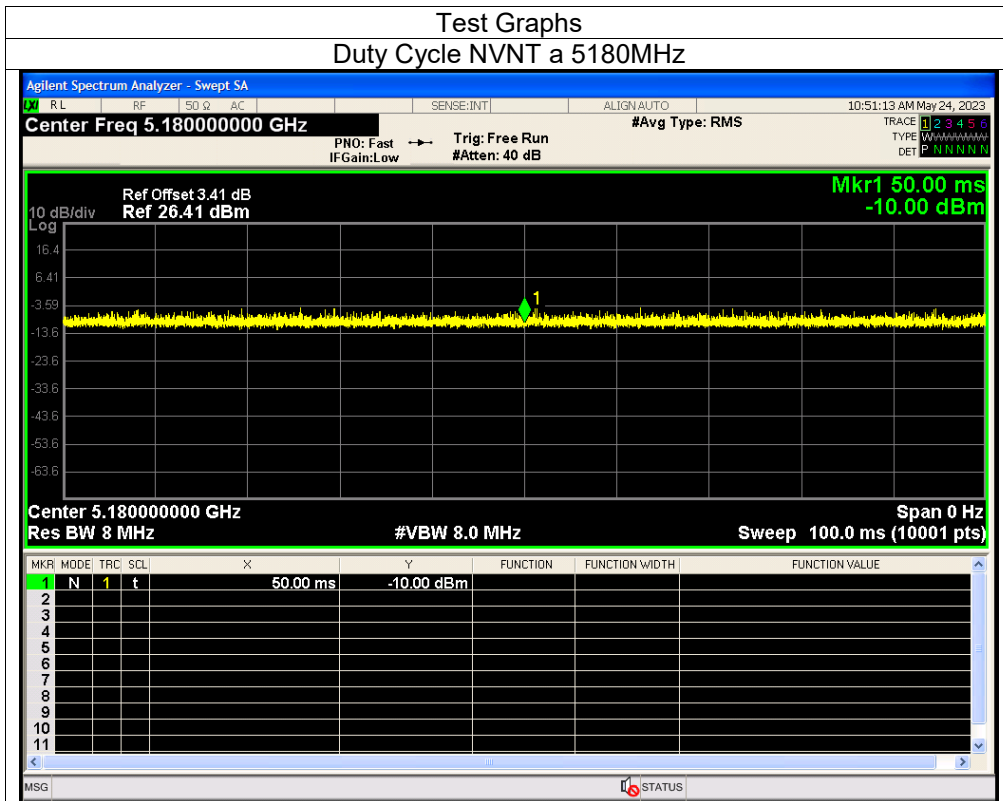 Test Graphs
Duty Cycle NVNT a 5180MHz
Agilent Spectrum Analyzer - Swept SA
LXI RL RF 50 Ω AC SENSE:INT ALIGN AUTO 10:51:13 AM May 24, 2023
Center Freq 5.180000000 GHz #Avg Type: RMS TRACE 1 2 3 4 5 6
PNO: Fast Trig: Free Run TYPE WWWWWW
IFGain:Low #Atten: 40 dB DET P N N N N N
Mkr1 50.00 ms
-10.00 dBm
Ref Offset 3.41 dB
10 dB/div Ref 26.41 dBm
Log
16.4
6.41
-3.59
1
-13.6
-23.6
-33.6
-43.6
-53.6
-63.6
Center 5.180000000 GHz Span 0 Hz
Res BW 8 MHz #VBW 8.0 MHz Sweep 100.0 ms (10001 pts)
MKR MODE TRC SCL X Y FUNCTION FUNCTION WIDTH FUNCTION VALUE
1 N 1 t 50.00 ms -10.00 dBm
2
3
4
5
6
7
8
9
10
11
MSG STATUS